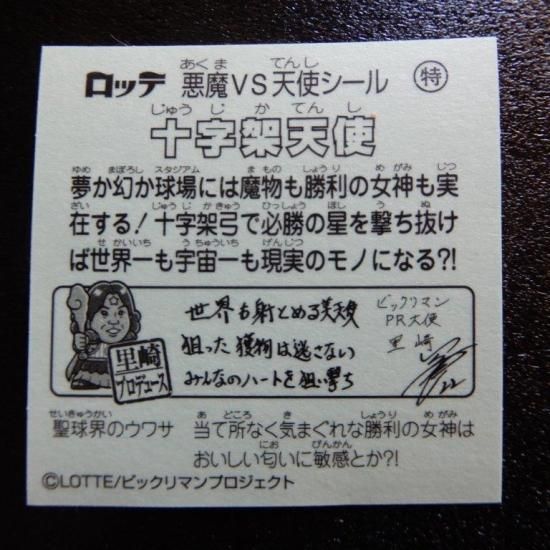 ロッテ 悪魔VS天使シール 特
十字架天使
夢か幻か球場には魔物も勝利の女神も実
在する!十字架弓で必勝の星を撃ち抜け
ば世界一も宇宙一も現実のモノになる?!
世界も射とめる美天使
狙った獲物は逃さない
みんなのハートを狙い撃ち
里崎
プロデュース
ビックリマン
PR大使
里崎
聖球界のウワサ 当て所なく気まぐれな勝利の女神は
おいしい匂いに敏感とか?!
©LOTTE/ビックリマンプロジェクト